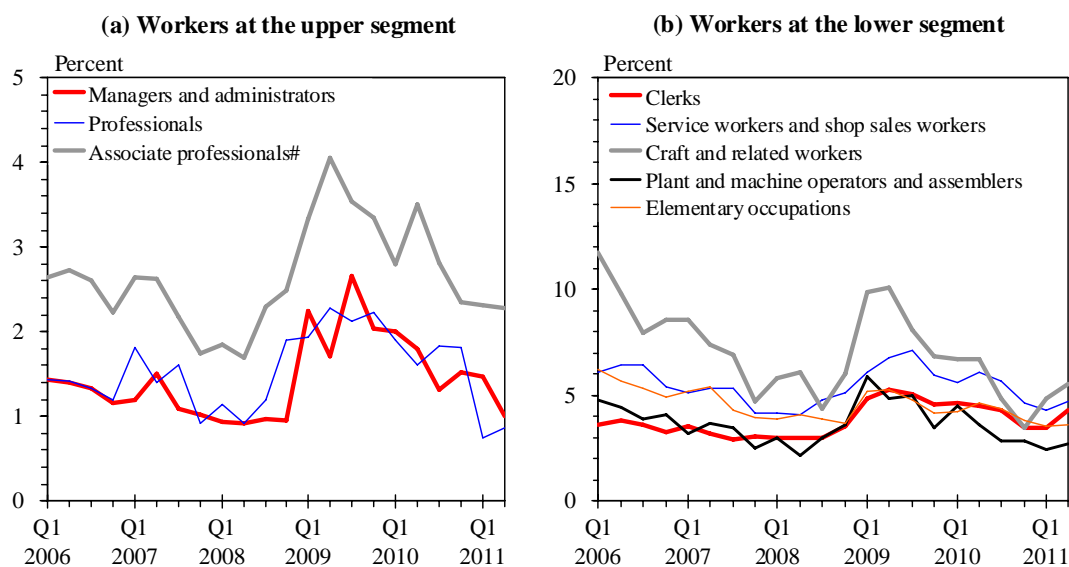 (a) Workers at the upper segment
Percent
5
4
3
2
1
0
Managers and administrators
Professionals
Associate professionals#
Q1 Q1 Q1 Q1 Q1 Q1
2006 2007 2008 2009 2010 2011
(b) Workers at the lower segment
Percent
20
15
10
5
0
Clerks
Service workers and shop sales workers
Craft and related workers
Plant and machine operators and assemblers
Elementary occupations
Q1 Q1 Q1 Q1 Q1 Q1
2006 2007 2008 2009 2010 2011